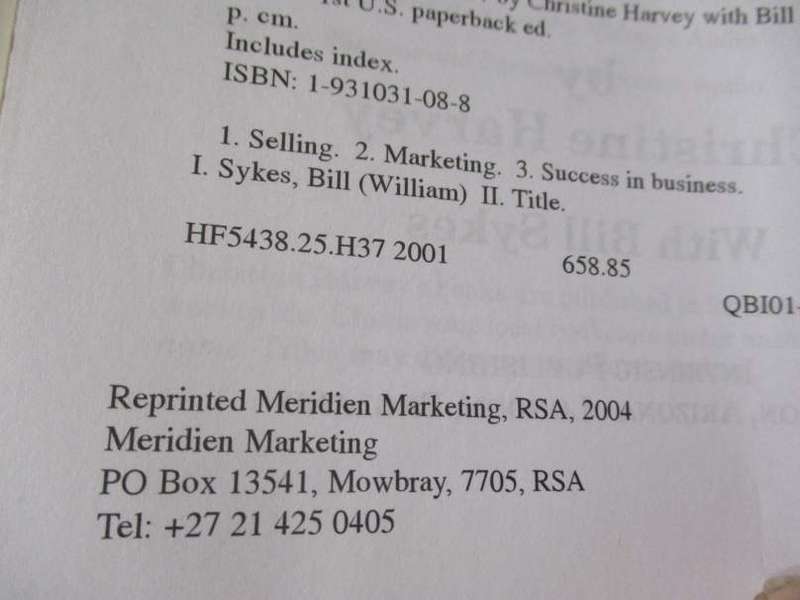 1st U.S. paperback ed. by Christine Harvey with Bill
p. cm.
Includes index.
ISBN: 1-931031-08-8
1. Selling. 2. Marketing. 3. Success in business.
I. Sykes, Bill (William) II. Title.
HF5438.25.H37 2001 658.85
QBI01-
Reprinted Meridien Marketing, RSA, 2004
Meridien Marketing
PO Box 13541, Mowbray, 7705, RSA
Tel: +27 21 425 0405